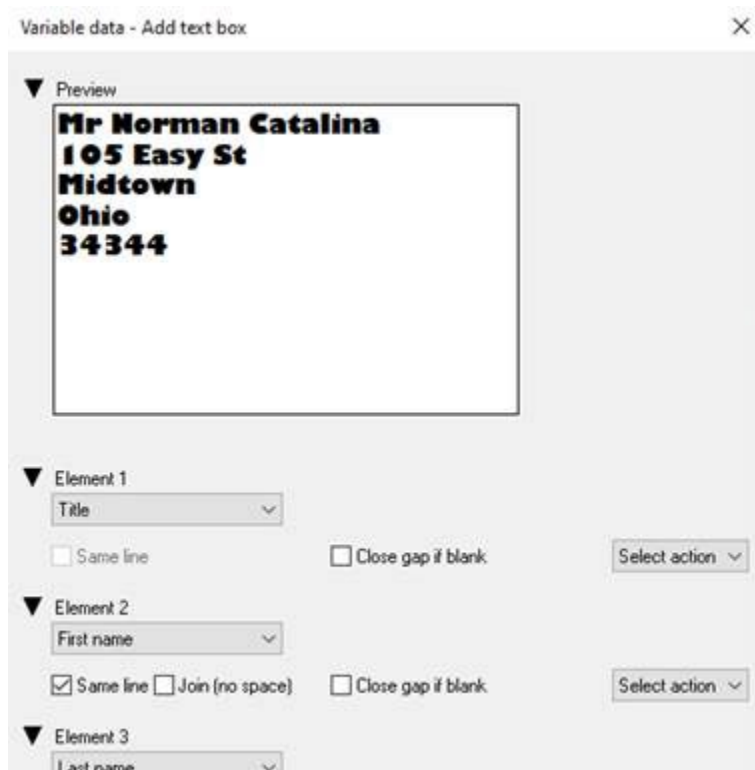 Variable data - Add text box
Preview
Mr Norman Catalina
105 Easy St
Midtown
Ohio
34344
Element 1
Title
Same line Close gap if blank Select action
Element 2
First name
Same line Join (no space) Close gap if blank Select action
Element 3
Last name